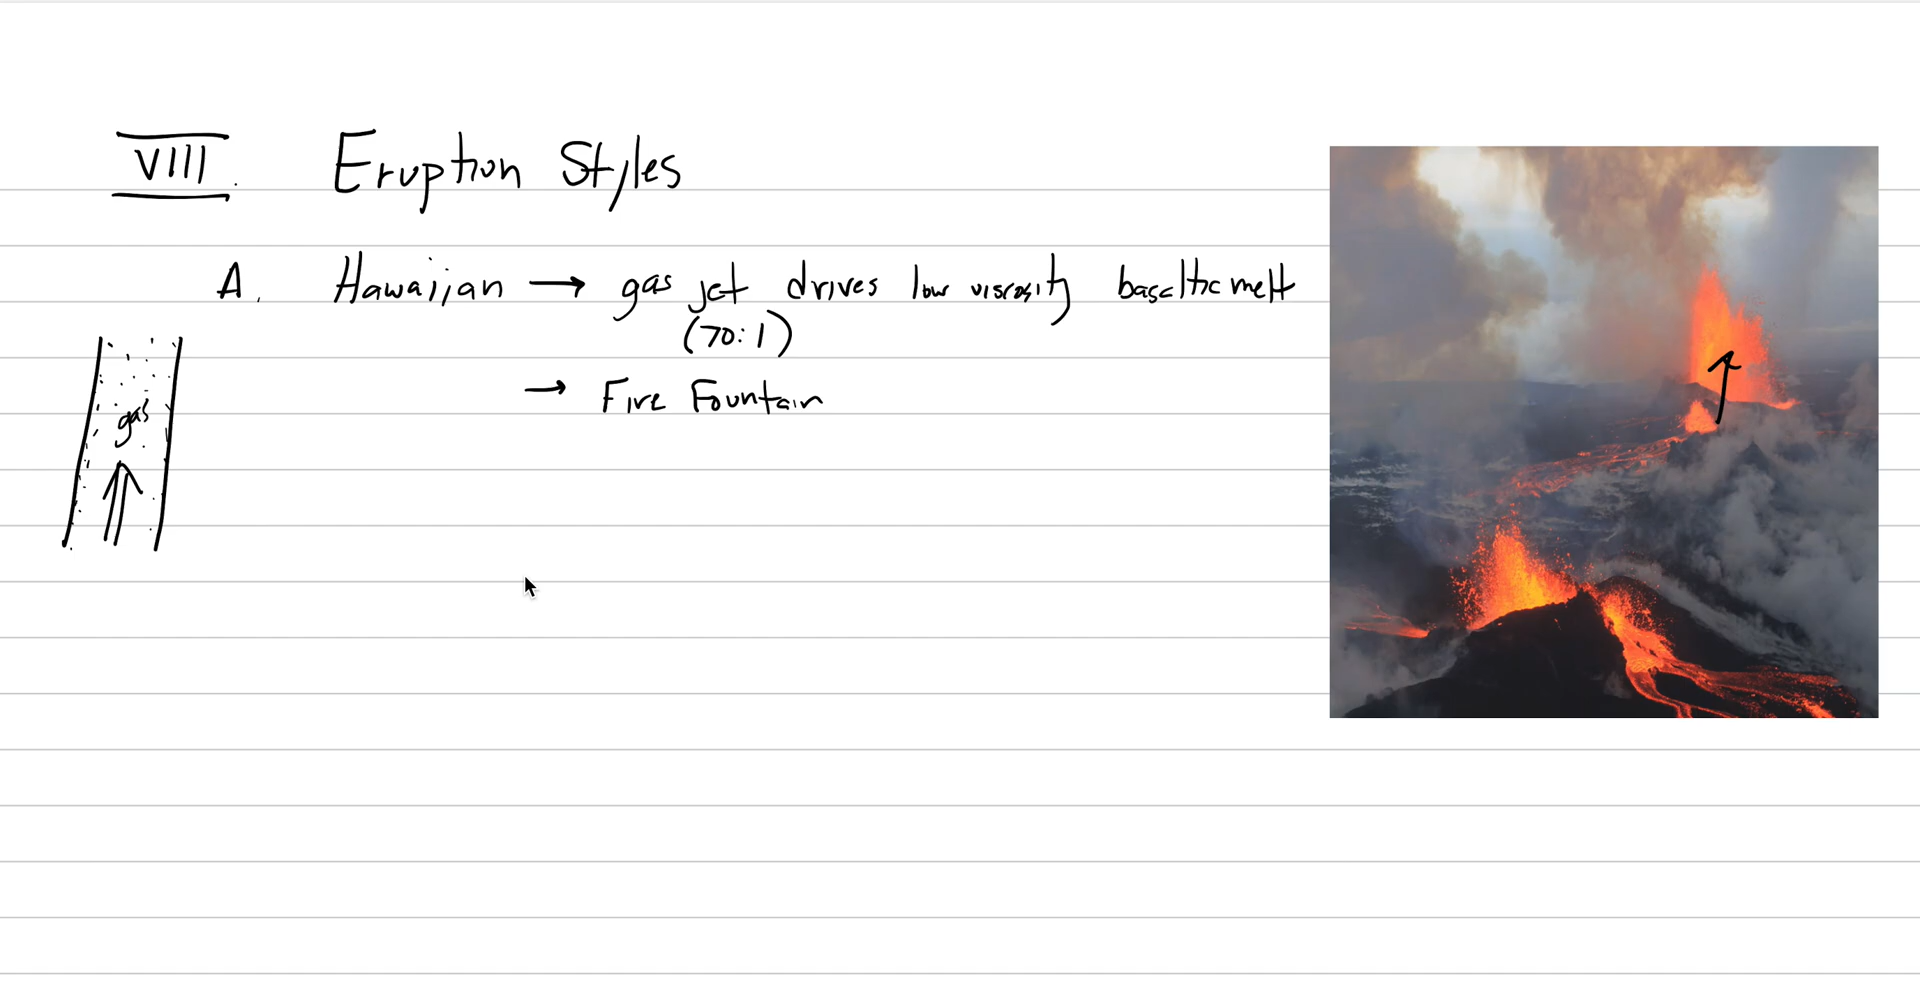 VIII. Eruption Styles
A. Hawaiian → gas jet drives low viscosity basaltic melt
(70:1)
→ Fire Fountain
gas